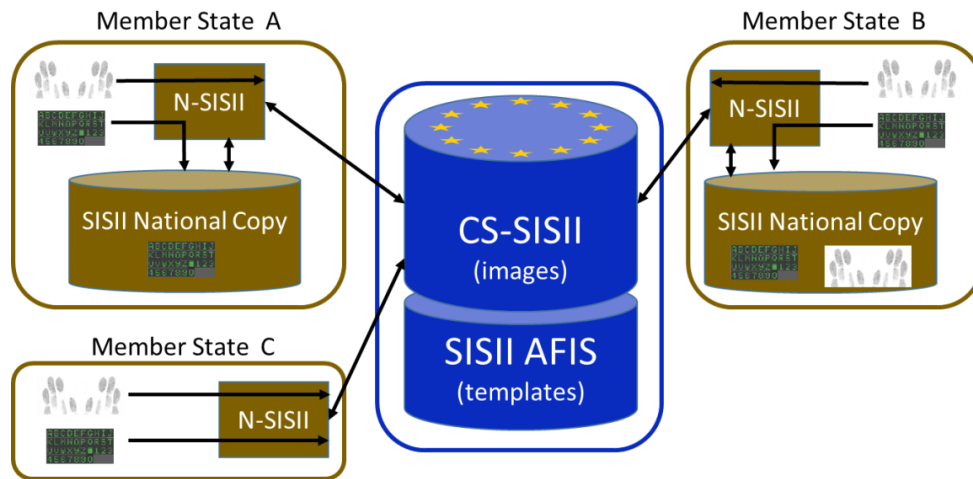 Member State A
N-SISII
SISII National Copy
Member State B
N-SISII
SISII National Copy
CS-SISII
(images)
SISII AFIS
(templates)
Member State C
N-SISII